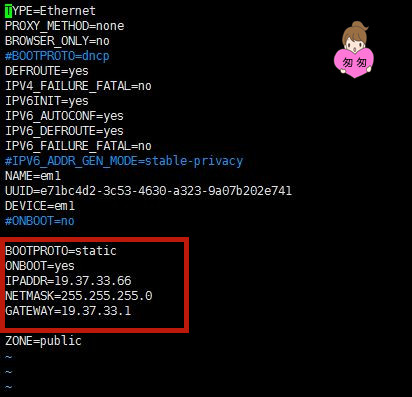 TYPE=Ethernet
PROXY_METHOD=none
BROWSER_ONLY=no
#BOOTPROTO=dncp
DEFROUTE=yes
IPV4_FAILURE_FATAL=no
IPV6INIT=yes
IPV6_AUTOCONF=yes
IPV6_DEFROUTE=yes
IPV6_FAILURE_FATAL=no
#IPV6_ADDR_GEN_MODE=stable-privacy
NAME=em1
UUID=e71bc4d2-3c53-4630-a323-9a07b202e741
DEVICE=em1
#ONBOOT=no
BOOTPROTO=static
ONBOOT=yes
IPADDR=19.37.33.66
NETMASK=255.255.255.0
GATEWAY=19.37.33.1
ZONE=public
~
~
~
匆匆